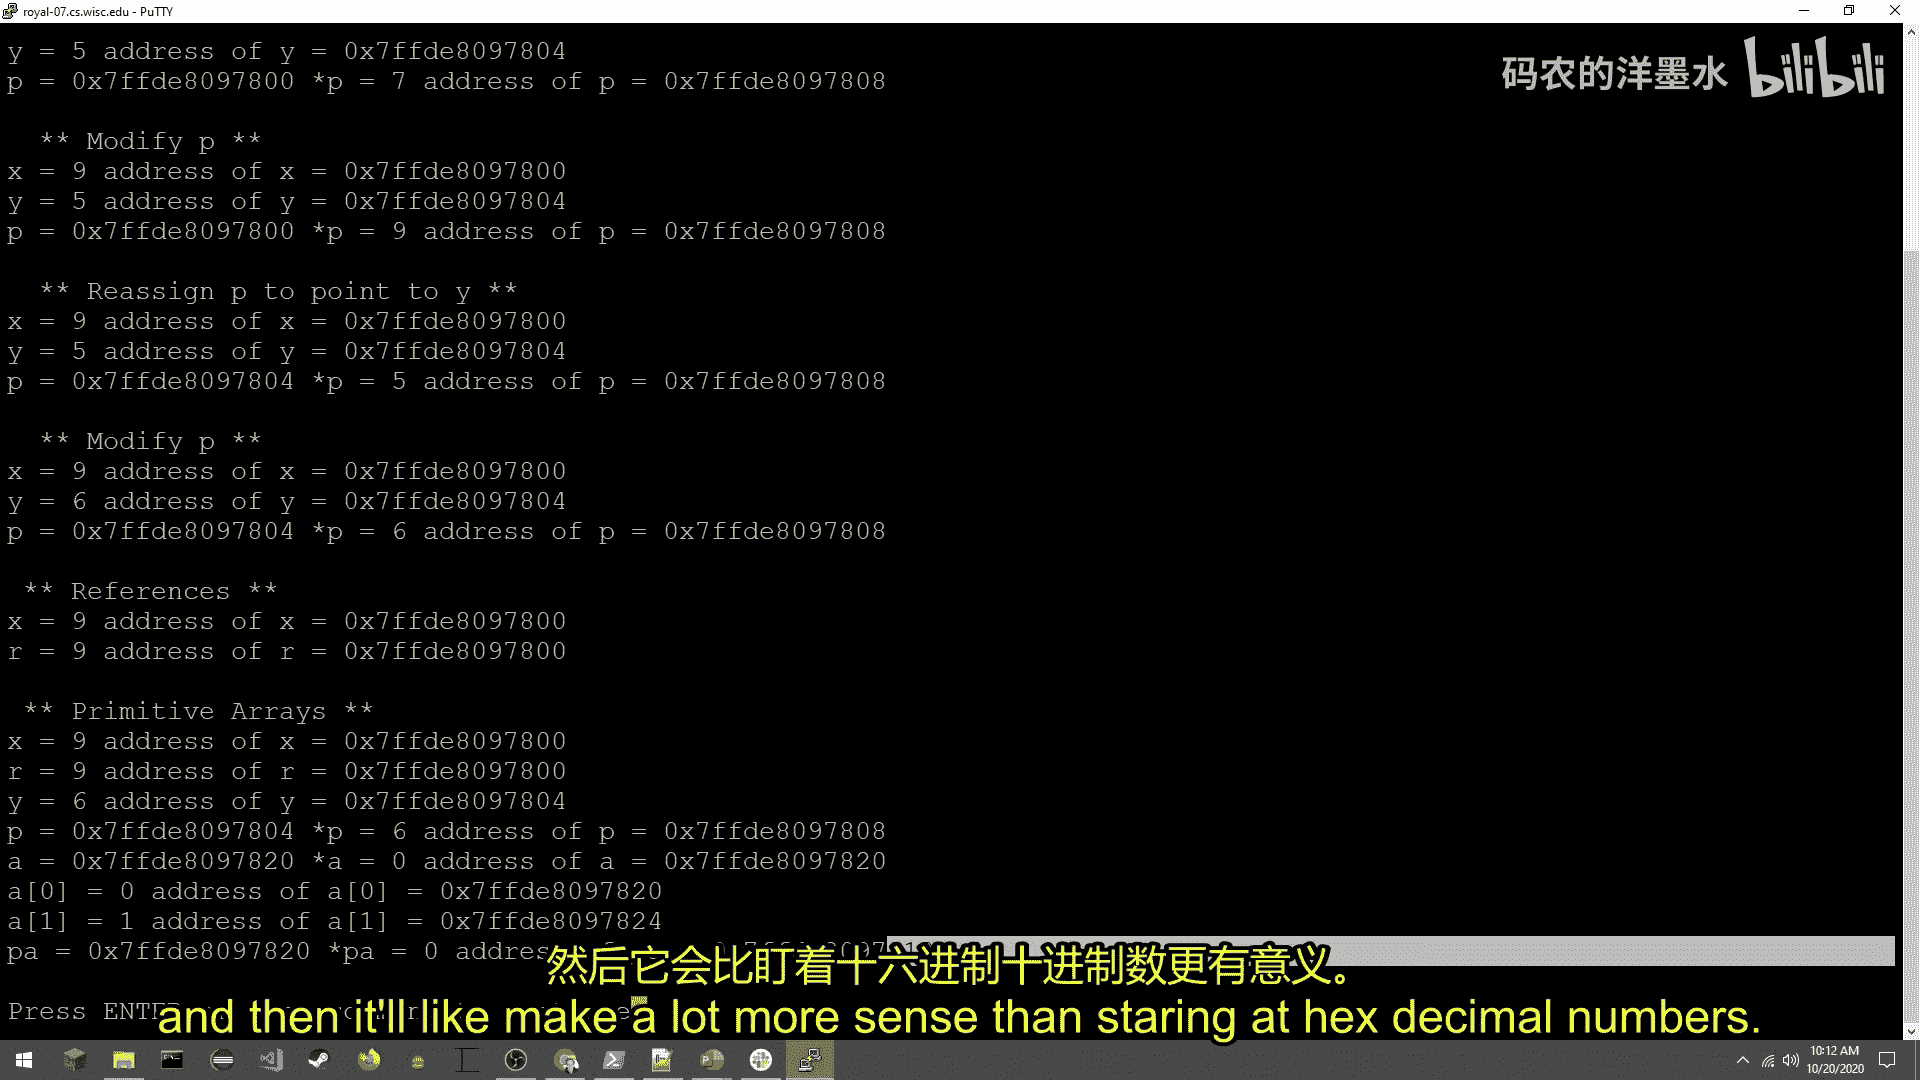 royal-07.cs.wisc.edu - PuTTY
码农的洋墨水 bilibili
y = 5 address of y = 0x7ffde8097804
p = 0x7ffde8097800 *p = 7 address of p = 0x7ffde8097808
** Modify p **
x = 9 address of x = 0x7ffde8097800
y = 5 address of y = 0x7ffde8097804
p = 0x7ffde8097800 *p = 9 address of p = 0x7ffde8097808
** Reassign p to point to y **
x = 9 address of x = 0x7ffde8097800
y = 5 address of y = 0x7ffde8097804
p = 0x7ffde8097804 *p = 5 address of p = 0x7ffde8097808
** Modify p **
x = 9 address of x = 0x7ffde8097800
y = 6 address of y = 0x7ffde8097804
p = 0x7ffde8097804 *p = 6 address of p = 0x7ffde8097808
** References **
x = 9 address of x = 0x7ffde8097800
r = 9 address of r = 0x7ffde8097800
** Primitive Arrays **
x = 9 address of x = 0x7ffde8097800
r = 9 address of r = 0x7ffde8097800
y = 6 address of y = 0x7ffde8097804
p = 0x7ffde8097804 *p = 6 address of p = 0x7ffde8097808
a = 0x7ffde8097820 *a = 0 address of a = 0x7ffde8097820
a[0] = 0 address of a[0] = 0x7ffde8097820
a[1] = 1 address of a[1] = 0x7ffde8097824
pa = 0x7ffde8097820 *pa = 0
然后它会比盯着十六进制十进制数更有意义。
Press
and then it'll like make a lot more sense than staring at hex decimal numbers.
10:12 AM
10/20/2020